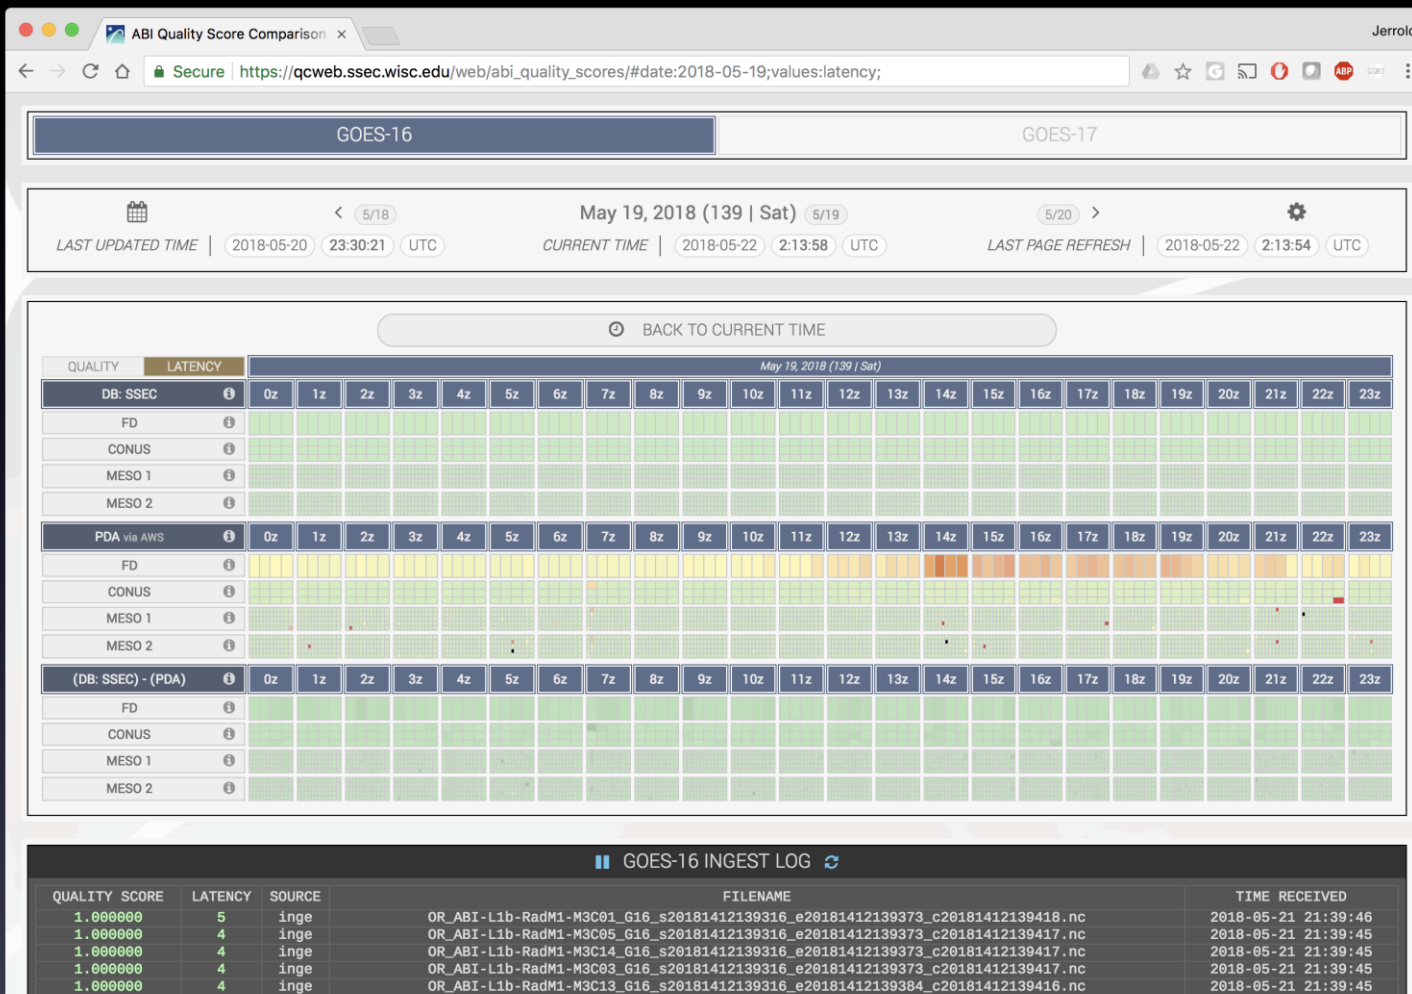 ABI Quality Score Comparison ×
Jerrold
Secure | https://qcweb.ssec.wisc.edu/web/abi_quality_scores/#date:2018-05-19;values:latency;
ABP
GOES-16 GOES-17
< 5/18 May 19, 2018 (139 | Sat) 5/19 5/20 >
LAST UPDATED TIME | 2018-05-20 23:30:21 UTC CURRENT TIME | 2018-05-22 2:13:58 UTC LAST PAGE REFRESH | 2018-05-22 2:13:54 UTC
BACK TO CURRENT TIME
QUALITY LATENCY May 19, 2018 (139 | Sat)
DB: SSEC 0z 1z 2z 3z 4z 5z 6z 7z 8z 9z 10z 11z 12z 13z 14z 15z 16z 17z 18z 19z 20z 21z 22z 23z
FD
CONUS
MESO 1
MESO 2
PDA via AWS 0z 1z 2z 3z 4z 5z 6z 7z 8z 9z 10z 11z 12z 13z 14z 15z 16z 17z 18z 19z 20z 21z 22z 23z
FD
CONUS
MESO 1
MESO 2
(DB: SSEC) - (PDA) 0z 1z 2z 3z 4z 5z 6z 7z 8z 9z 10z 11z 12z 13z 14z 15z 16z 17z 18z 19z 20z 21z 22z 23z
FD
CONUS
MESO 1
MESO 2
GOES-16 INGEST LOG
QUALITY SCORE LATENCY SOURCE FILENAME TIME RECEIVED
1.000000 5 inge OR_ABI-L1b-RadM1-M3C01_G16_s20181412139316_e20181412139373_c20181412139418.nc 2018-05-21 21:39:46
1.000000 4 inge OR_ABI-L1b-RadM1-M3C05_G16_s20181412139316_e20181412139373_c20181412139417.nc 2018-05-21 21:39:45
1.000000 4 inge OR_ABI-L1b-RadM1-M3C14_G16_s20181412139316_e20181412139373_c20181412139417.nc 2018-05-21 21:39:45
1.000000 4 inge OR_ABI-L1b-RadM1-M3C03_G16_s20181412139316_e20181412139373_c20181412139417.nc 2018-05-21 21:39:45
1.000000 4 inge OR_ABI-L1b-RadM1-M3C13_G16_s20181412139316_e20181412139384_c20181412139416.nc 2018-05-21 21:39:45